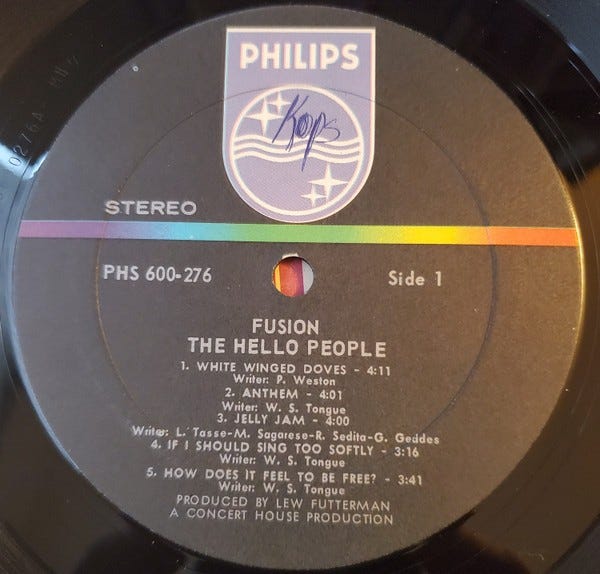 PHILIPS
Kops
STEREO
PHS 600-276
Side 1
FUSION
THE HELLO PEOPLE
1. WHITE WINGED DOVES - 4:11
Writer: P. Weston
2. ANTHEM - 4:01
Writer: W. S. Tongue
3. JELLY JAM - 4:00
Writer: L. Tasse-M. Sagarese-R. Sedita-G. Geddes
4. IF I SHOULD SING TOO SOFTLY - 3:16
Writer: W. S. Tongue
5. HOW DOES IT FEEL TO BE FREE? - 3:41
Writer: W. S. Tongue
PRODUCED BY LEW FUTTERMAN
A CONCERT HOUSE PRODUCTION